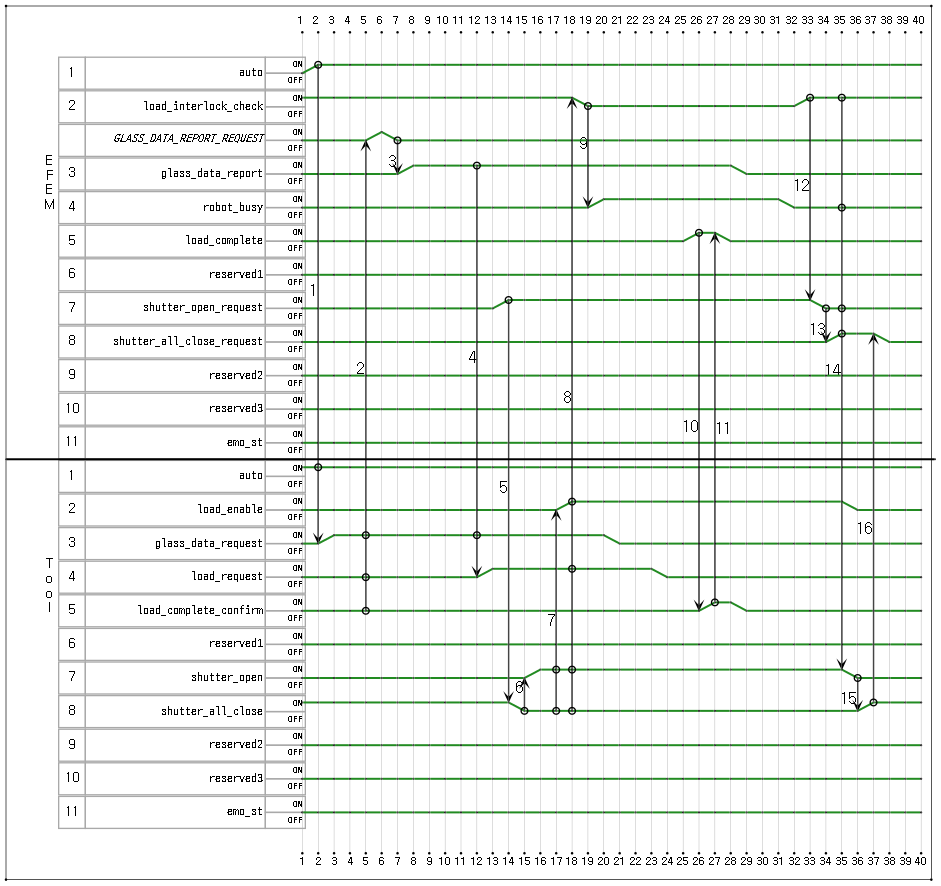 1 2 3 4 5 6 7 8 9 10 11 12 13 14 15 16 17 18 19 20 21 22 23 24 25 26 27 28 29 30 31 32 33 34 35 36 37 38 39 40
EFEM
1 auto ON OFF
2 load_interlock_check ON OFF
GLASS_DATA_REPORT_REQUEST ON OFF
3 glass_data_report ON OFF
4 robot_busy ON OFF
5 load_complete ON OFF
6 reserved1 ON OFF
7 shutter_open_request ON OFF
8 shutter_all_close_request ON OFF
9 reserved2 ON OFF
10 reserved3 ON OFF
11 emo_st ON OFF
1
2
3
4
5
6
7
8
9
10
11
12
13
14
15
16
Tool
1 auto ON OFF
2 load_enable ON OFF
3 glass_data_request ON OFF
4 load_request ON OFF
5 load_complete_confirm ON OFF
6 reserved1 ON OFF
7 shutter_open ON OFF
8 shutter_all_close ON OFF
9 reserved2 ON OFF
10 reserved3 ON OFF
11 emo_st ON OFF
1 2 3 4 5 6 7 8 9 10 11 12 13 14 15 16 17 18 19 20 21 22 23 24 25 26 27 28 29 30 31 32 33 34 35 36 37 38 39 40